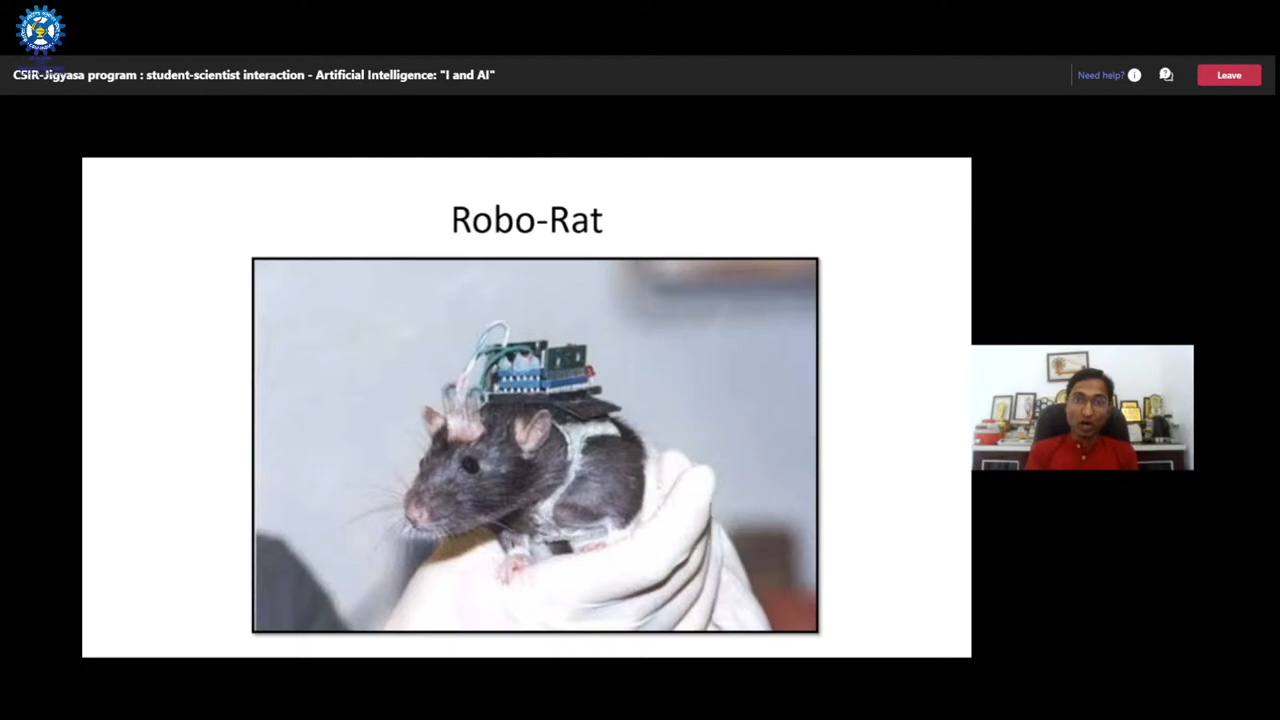 CSIR-Jigyasa program : student-scientist interaction - Artificial Intelligence: "I and AI"
Need help?
Leave
Robo-Rat